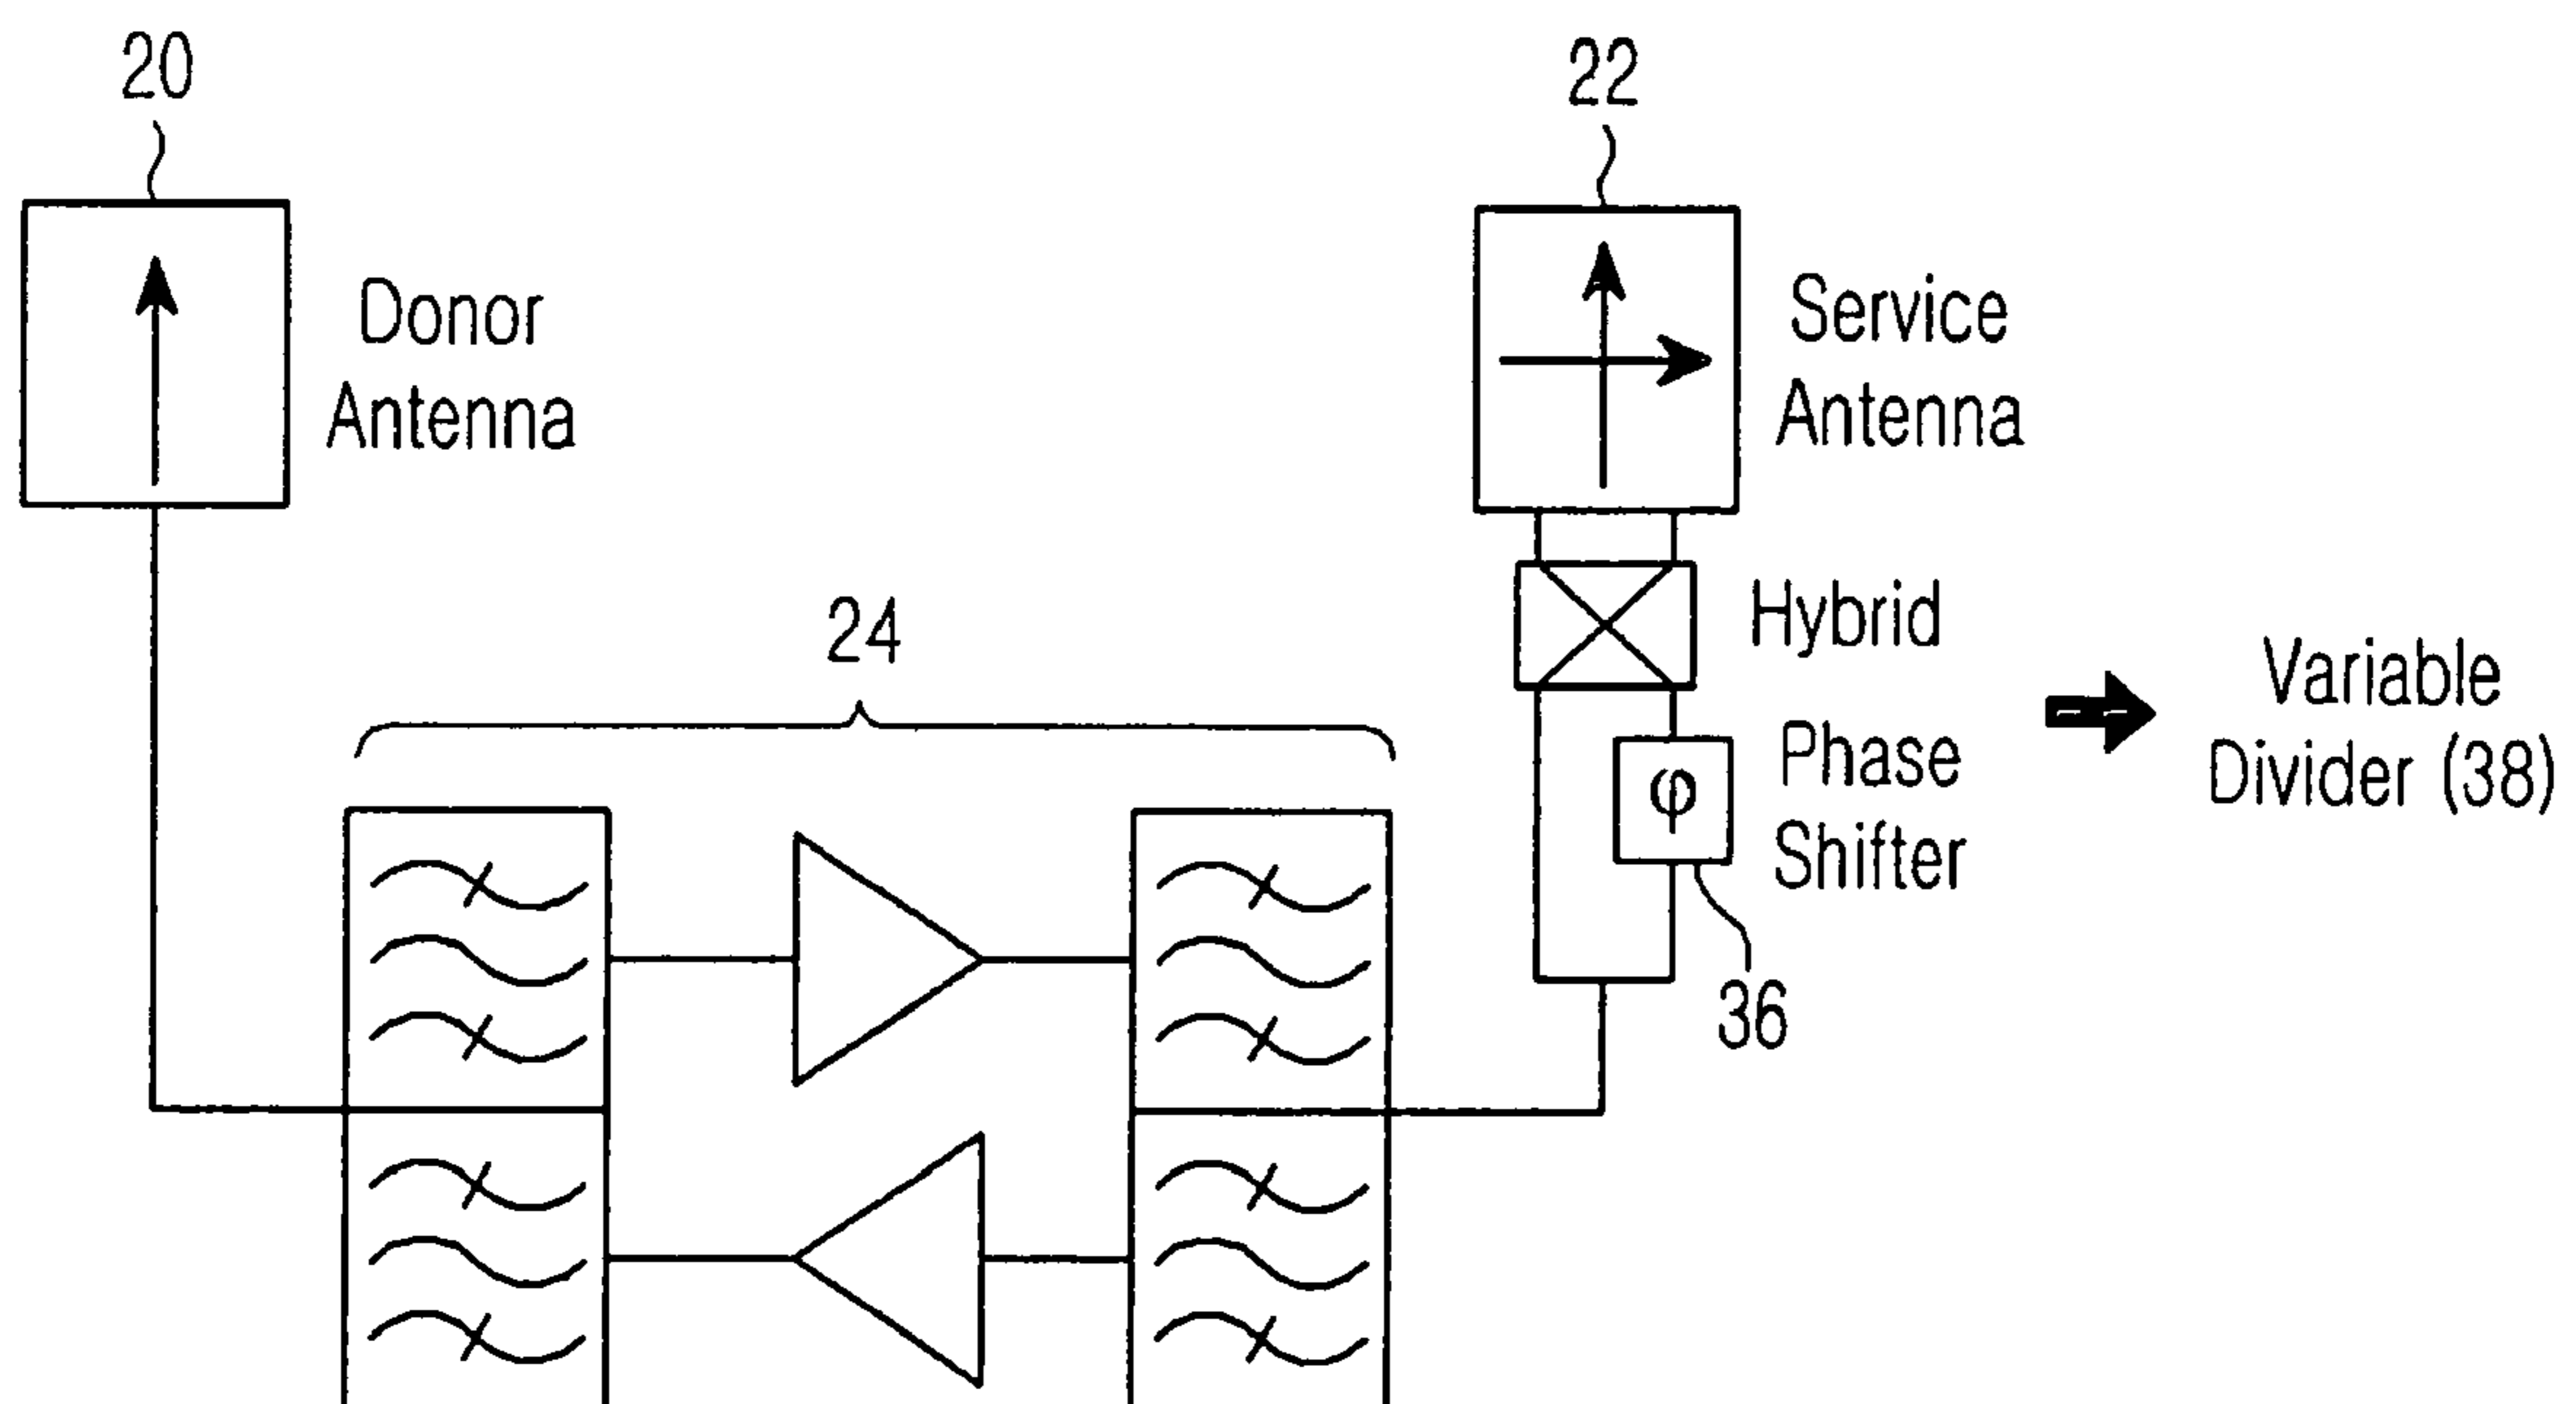 20
22
Donor
Antenna
Service
Antenna
24
Hybrid
Phase
Shifter
φ
36
Variable
Divider (38)